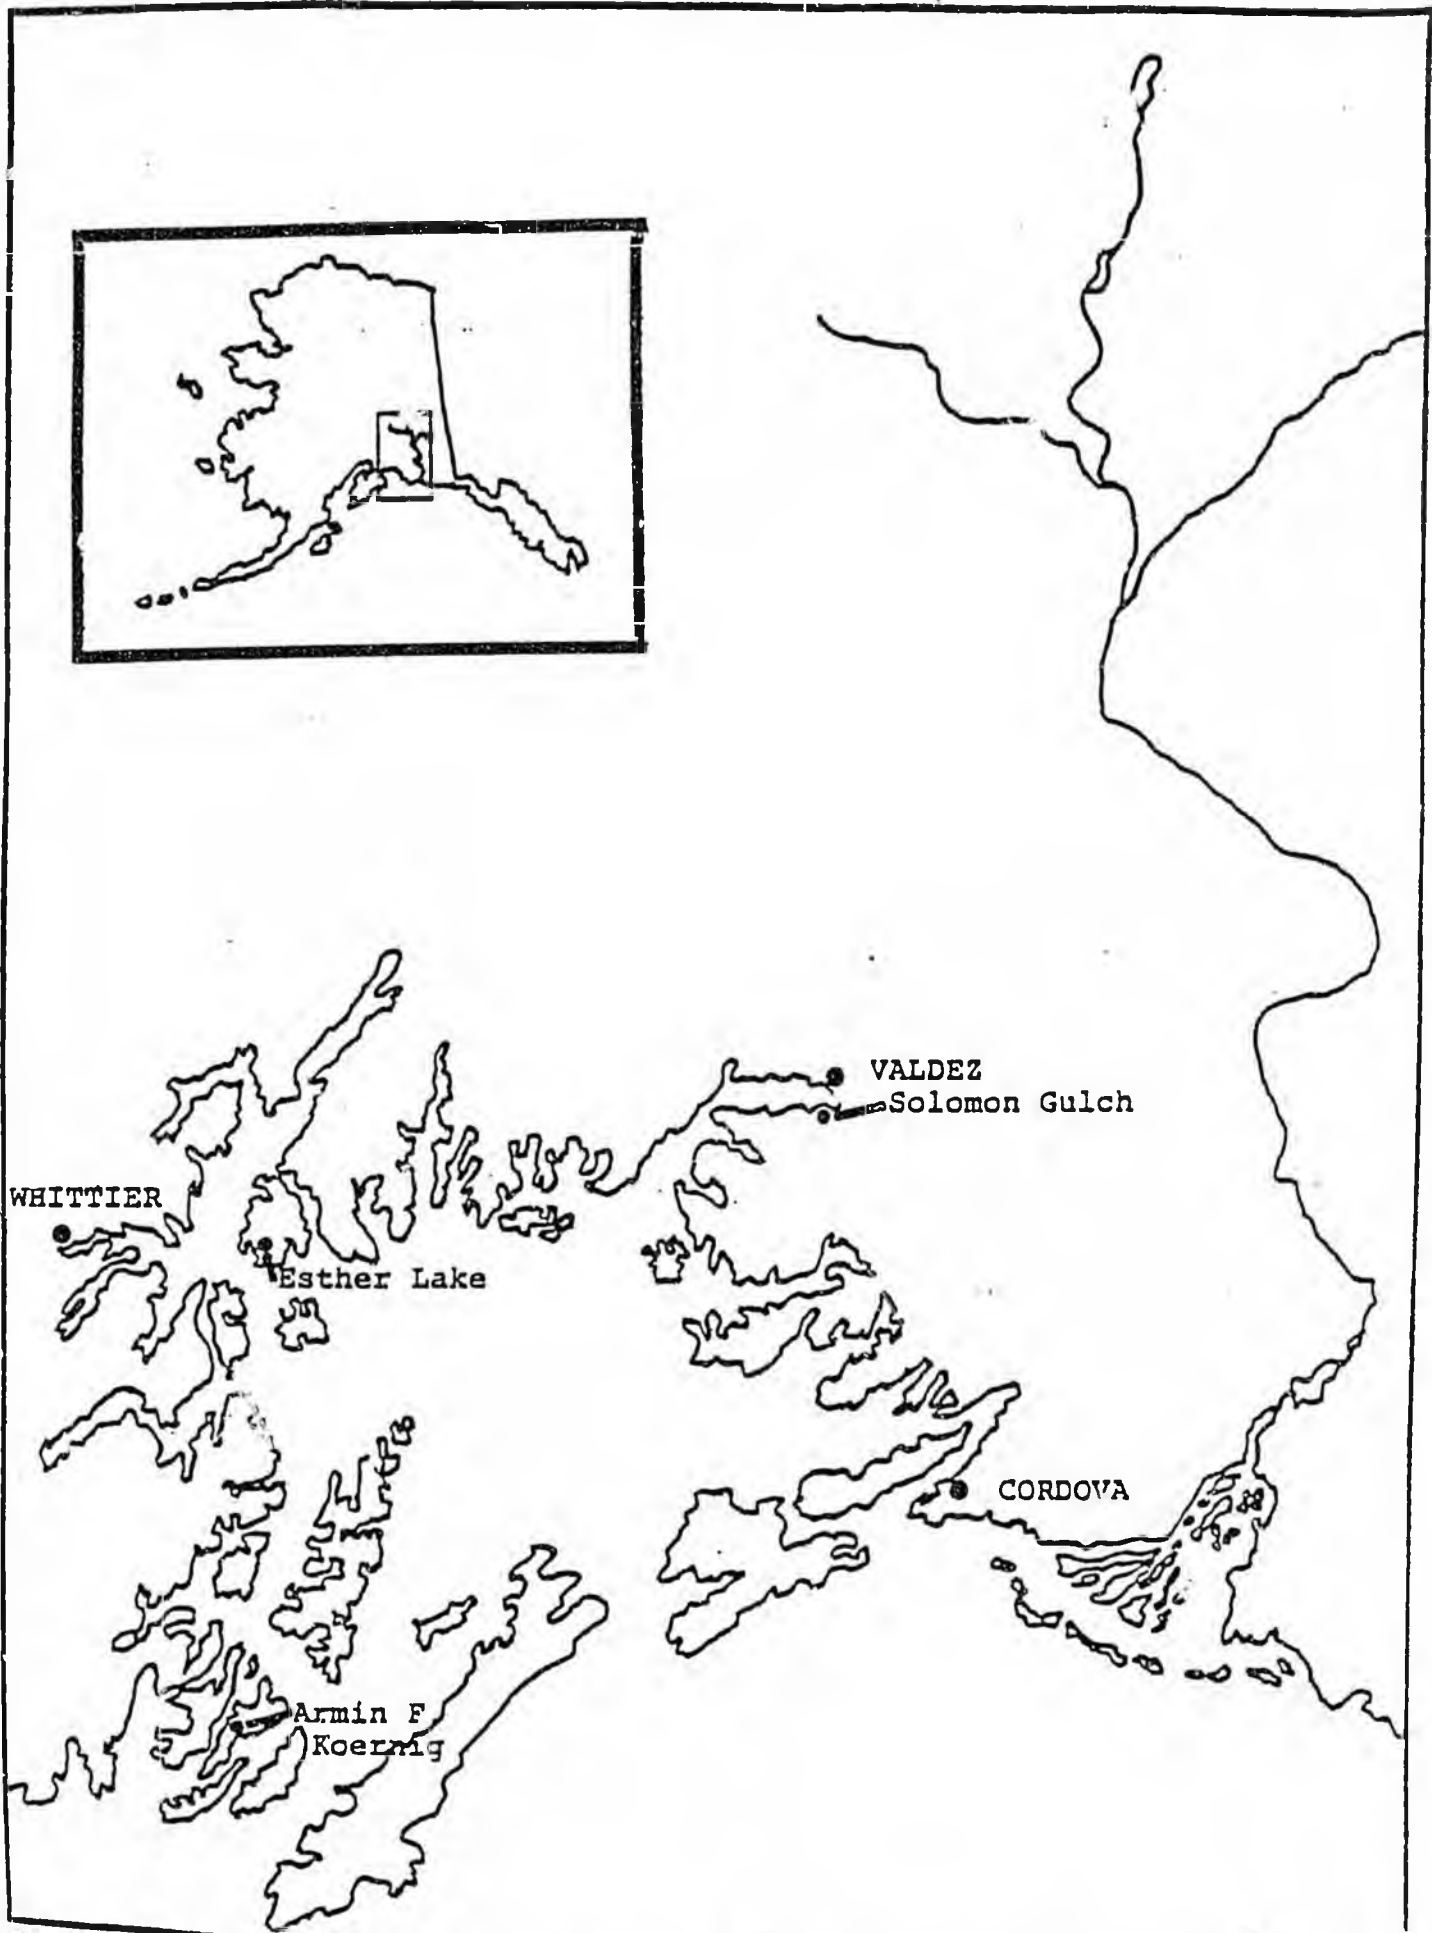 VALDEZ
Solomon Gulch
WHITTIER
Esther Lake
CORDOVA
Armin F
Koernig